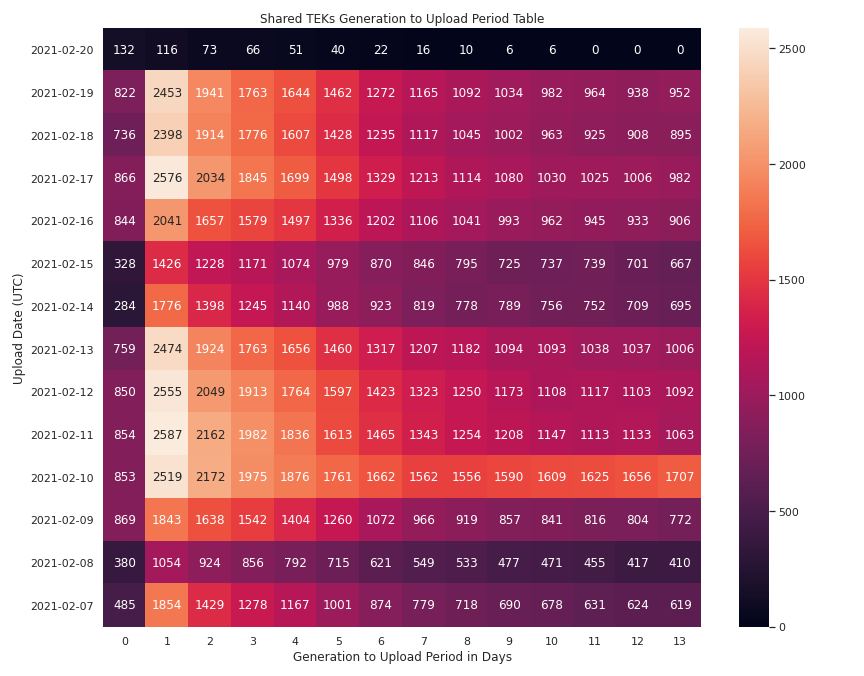 Shared TEKs Generation to Upload Period Table
Upload Date (UTC)
2021-02-20 132 116 73 66 51 40 22 16 10 6 6 0 0 0
2021-02-19 822 2453 1941 1763 1644 1462 1272 1165 1092 1034 982 964 938 952
2021-02-18 736 2398 1914 1776 1607 1428 1235 1117 1045 1002 963 925 908 895
2021-02-17 866 2576 2034 1845 1699 1498 1329 1213 1114 1080 1030 1025 1006 982
2021-02-16 844 2041 1657 1579 1497 1336 1202 1106 1041 993 962 945 933 906
2021-02-15 328 1426 1228 1171 1074 979 870 846 795 725 737 739 701 667
2021-02-14 284 1776 1398 1245 1140 988 923 819 778 789 756 752 709 695
2021-02-13 759 2474 1924 1763 1656 1460 1317 1207 1182 1094 1093 1038 1037 1006
2021-02-12 850 2555 2049 1913 1764 1597 1423 1323 1250 1173 1108 1117 1103 1092
2021-02-11 854 2587 2162 1982 1836 1613 1465 1343 1254 1208 1147 1113 1133 1063
2021-02-10 853 2519 2172 1975 1876 1761 1662 1562 1556 1590 1609 1625 1656 1707
2021-02-09 869 1843 1638 1542 1404 1260 1072 966 919 857 841 816 804 772
2021-02-08 380 1054 924 856 792 715 621 549 533 477 471 455 417 410
2021-02-07 485 1854 1429 1278 1167 1001 874 779 718 690 678 631 624 619
0 1 2 3 4 5 6 7 8 9 10 11 12 13
Generation to Upload Period in Days
2500
2000
1500
1000
500
0